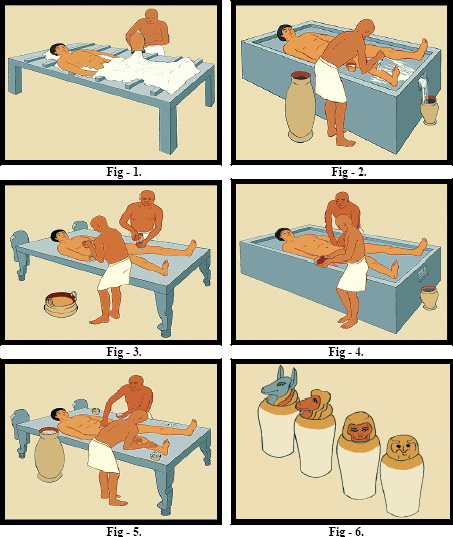 Fig - 1.
Fig - 2.
Fig - 3.
Fig - 4.
Fig - 5.
Fig - 6.